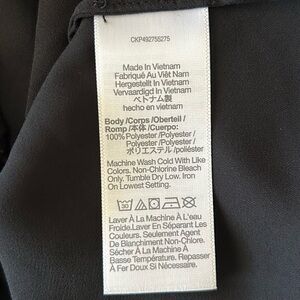 CKP492755275
Made In Vietnam
Fabriqué Au Viêt Nam
Hergestellt In Vietnam
Vervaardigd In Vietnam
ベトナム製
hecho en vietnam
Body /Corps /Oberteil /
Romp /本体 /Cuerpo:
100% Polyester /Polyester /
Polyester /Polyester /
ポリエステル /poliéster
Machine Wash Cold With Like
Colors. Non-Chlorine Bleach
Only. Tumble Dry Low. Iron
On Lowest Setting.
30
Laver À La Machine À L'eau
Froide.Laver En Séparant Les
Couleurs. Seulement Agent
De Blanchiment Non-Chlore.
Sécher À La Machine À
Basse Température. Repasser
À Fer Doux Si Nécessaire.